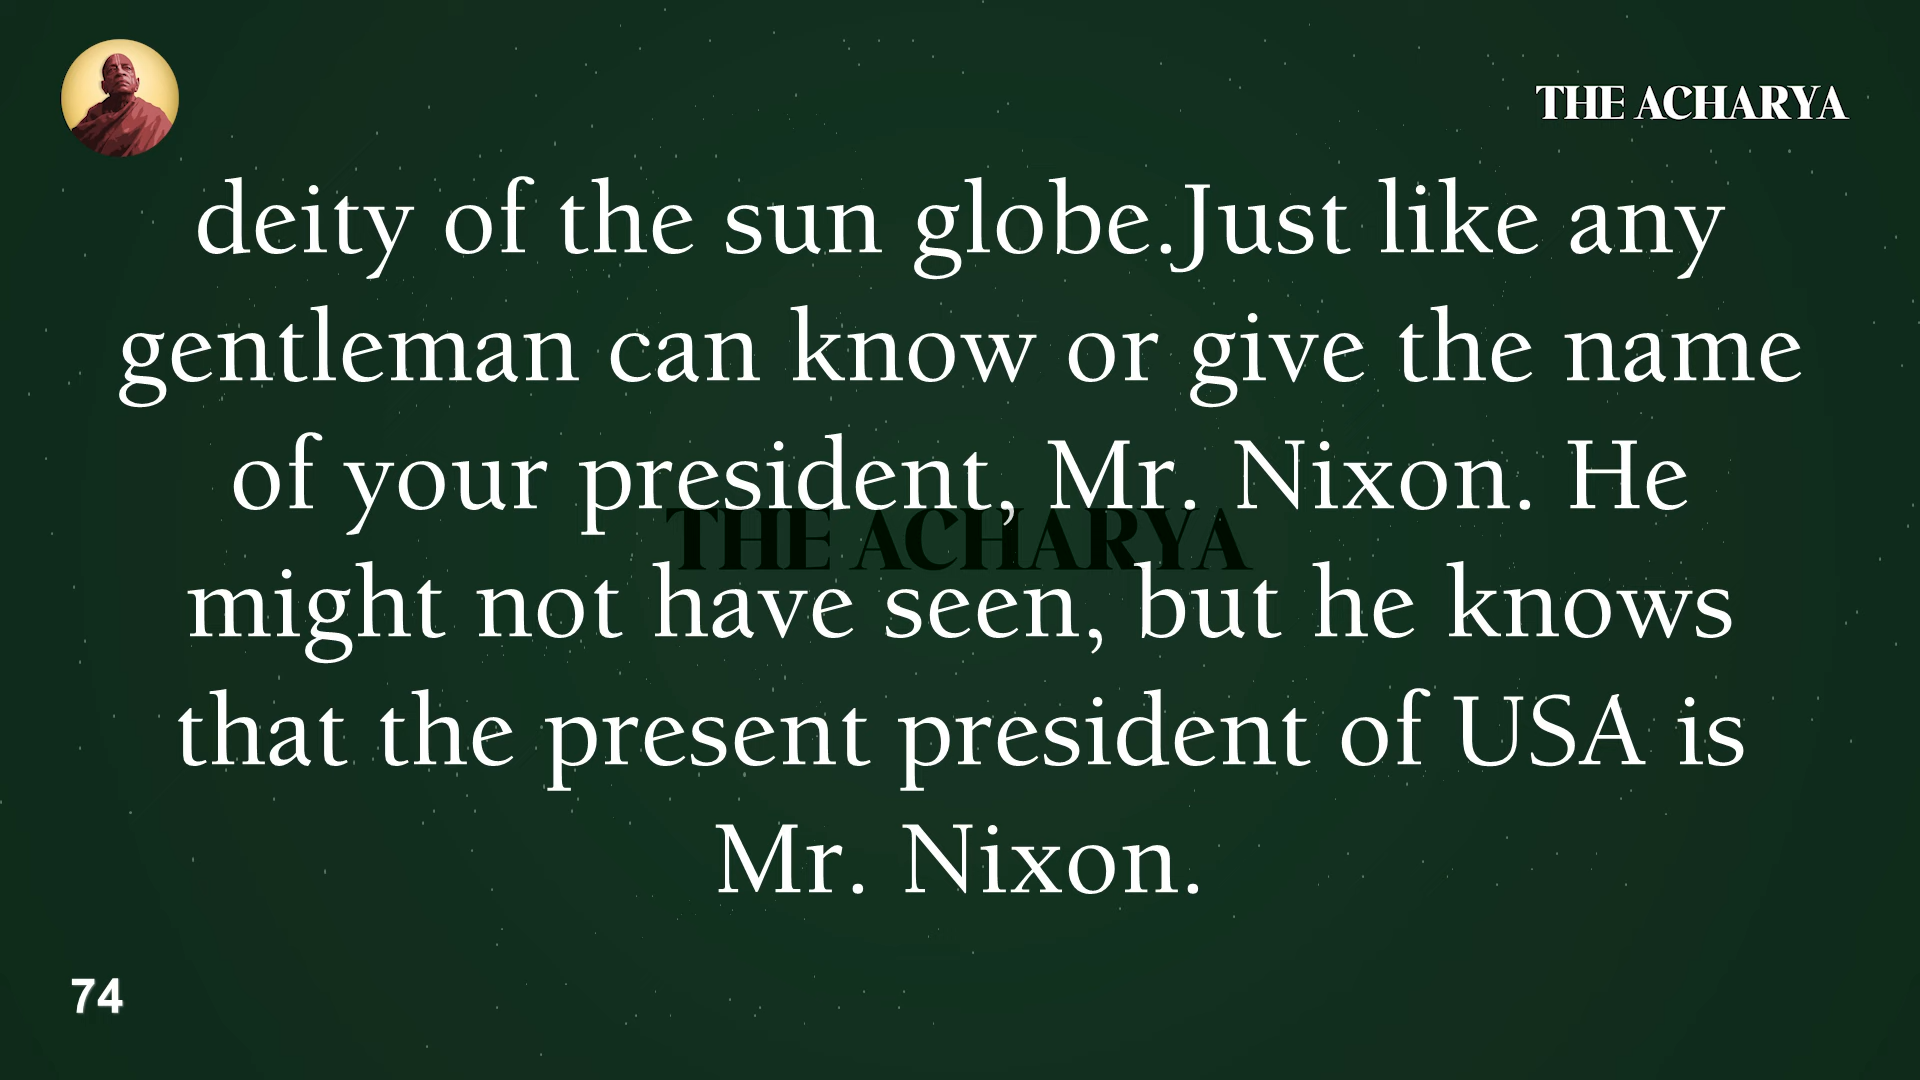 THE ACHARYA
deity of the sun globe.Just like any
gentleman can know or give the name
of your president, Mr. Nixon. He
THE ACHARYA
might not have seen, but he knows
that the present president of USA is
Mr. Nixon.
74